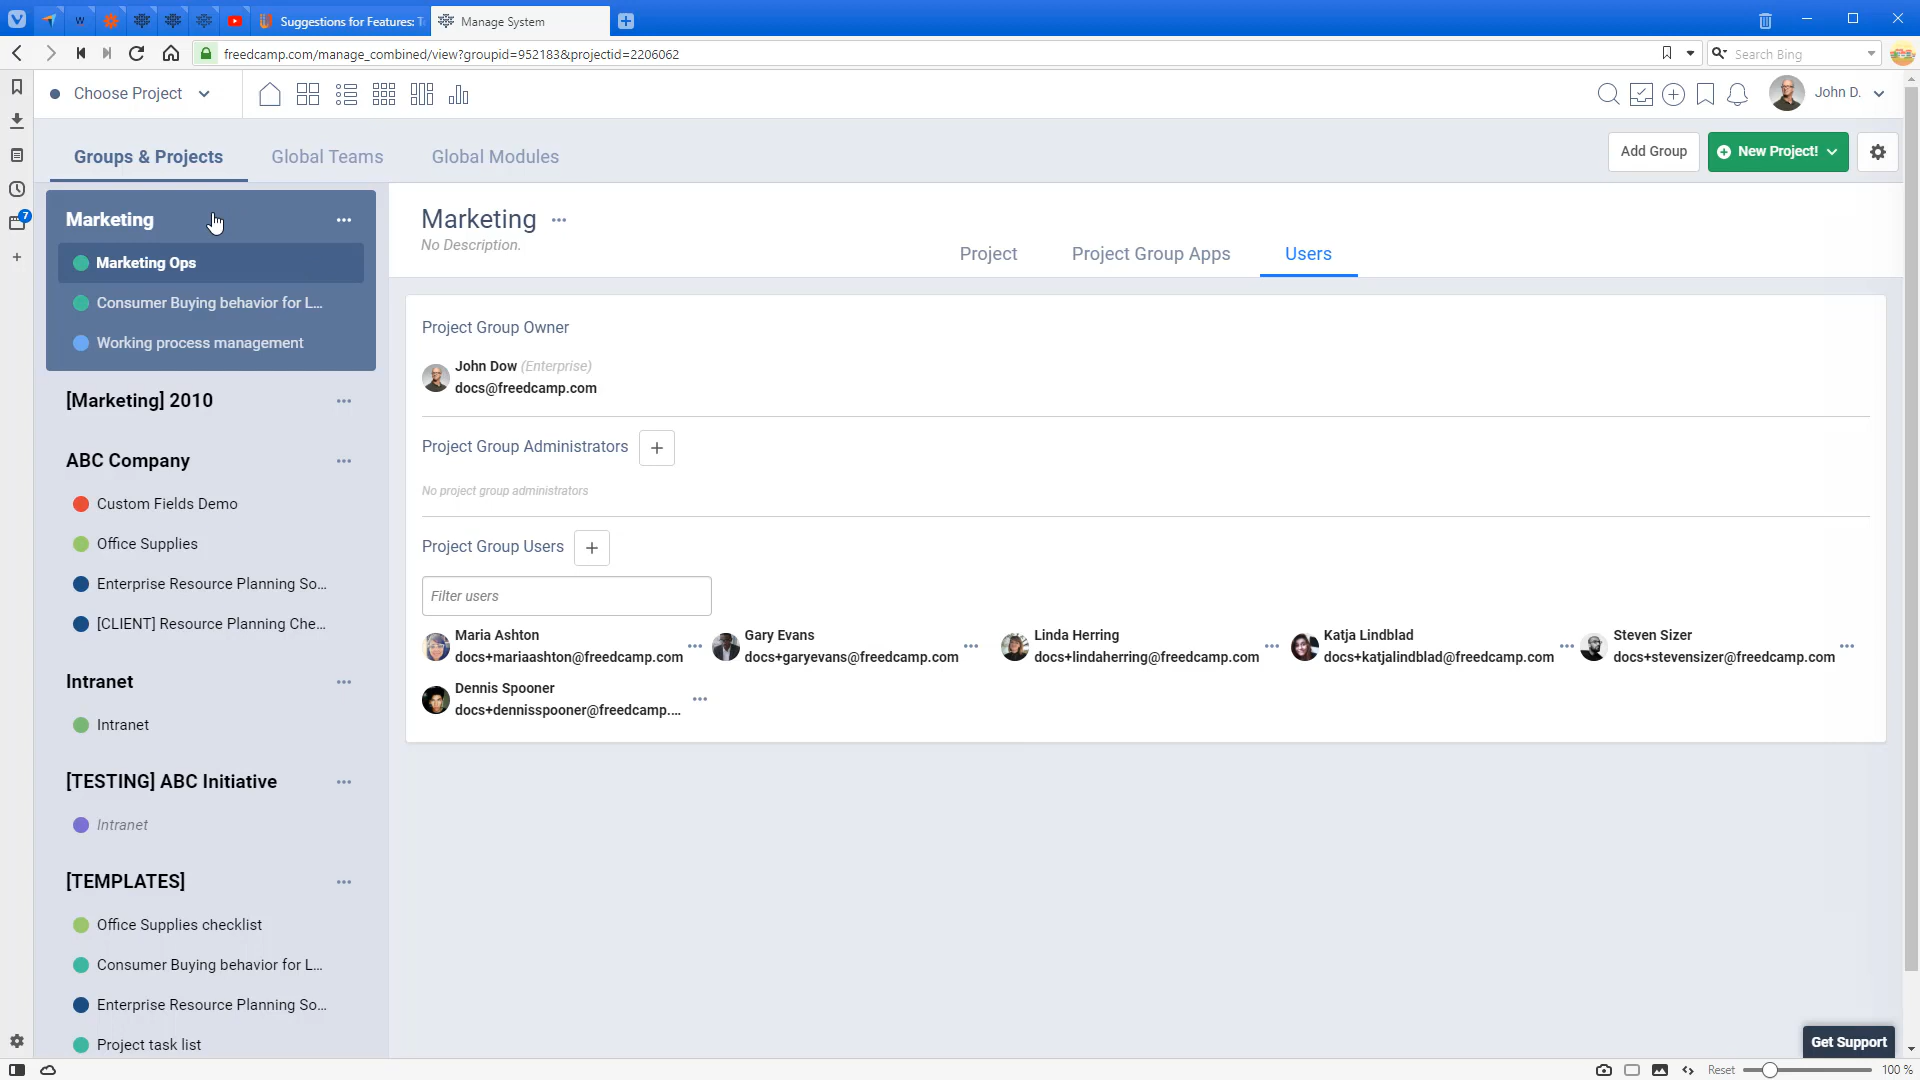 W
Suggestions for Features: T
Manage System
freedcamp.com/manage_combined/view?groupid=952183&projectid=2206062
Search Bing
Choose Project
John D.
Groups & Projects
Global Teams
Global Modules
Add Group
New Project!
7
Marketing
Marketing Ops
Consumer Buying behavior for L...
Working process management
[Marketing] 2010
ABC Company
Custom Fields Demo
Office Supplies
Enterprise Resource Planning So...
[CLIENT] Resource Planning Che...
Intranet
Intranet
[TESTING] ABC Initiative
Intranet
[TEMPLATES]
Office Supplies checklist
Consumer Buying behavior for L...
Enterprise Resource Planning So...
Project task list
Marketing
No Description.
Project
Project Group Apps
Users
Project Group Owner
John Dow (Enterprise)
docs@freedcamp.com
Project Group Administrators
No project group administrators
Project Group Users
Filter users
Maria Ashton
docs+mariaashton@freedcamp.com
Gary Evans
docs+garyevans@freedcamp.com
Linda Herring
docs+lindaherring@freedcamp.com
Katja Lindblad
docs+katjalindblad@freedcamp.com
Steven Sizer
docs+stevensizer@freedcamp.com
Dennis Spooner
docs+dennisspooner@freedcamp....
Get Support
Reset
100 %